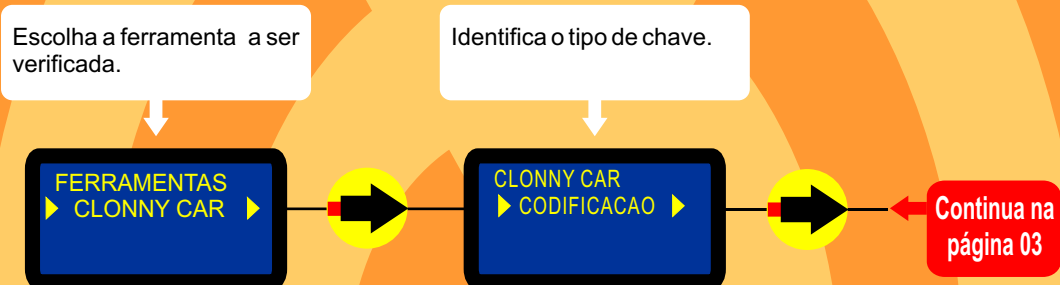 Escolha a ferramenta a ser
verificada.
Identifica o tipo de chave.
FERRAMENTAS
CLONNY CAR
CLONNY CAR
CODIFICACAO
Continua na
página 03